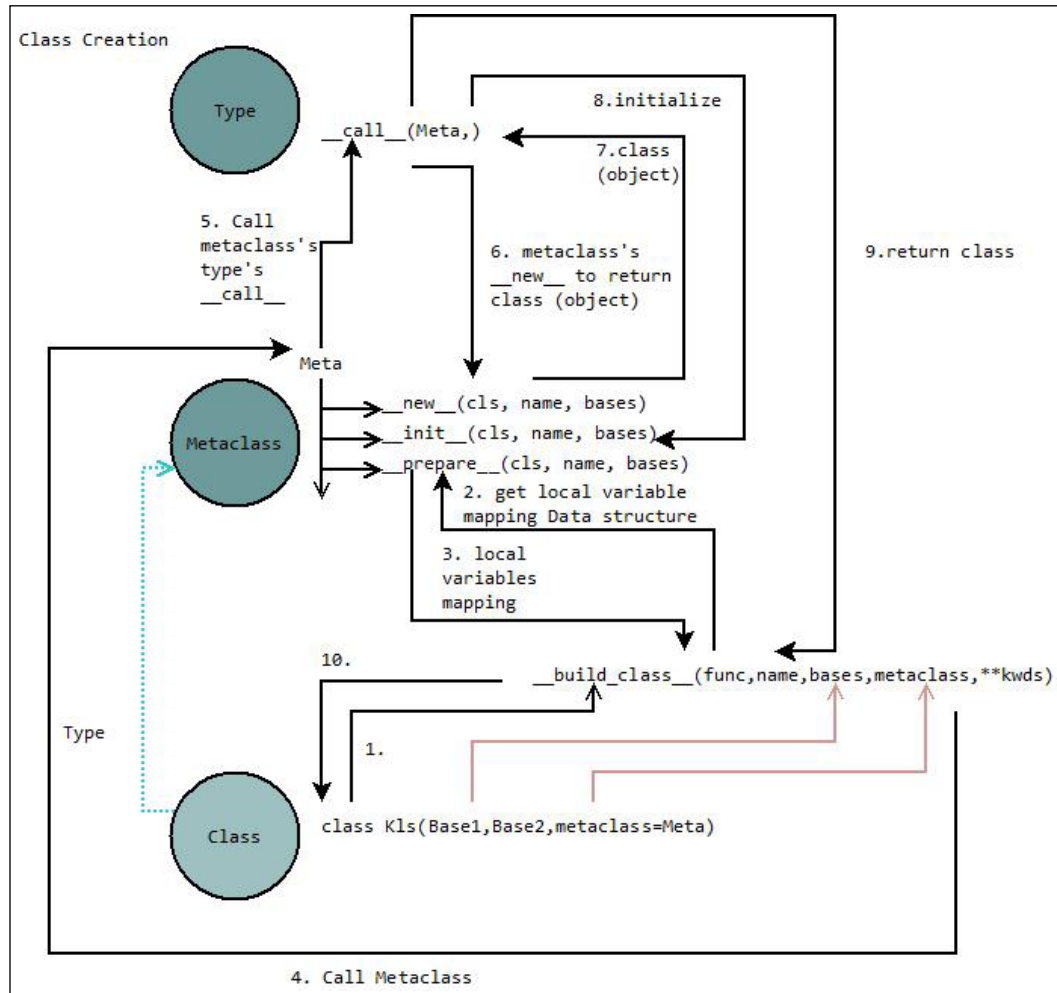 Class Creation
Type
__call__(Meta,)
8.initialize
7.class
(object)
5. Call
metaclass's
type's
__call__
6. metaclass's
__new__ to return
class (object)
9.return class
Meta
Metaclass
__new__(cls, name, bases)
__init__(cls, name, bases)
__prepare__(cls, name, bases)
2. get local variable
mapping Data structure
3. local
variables
mapping
10.
__build_class__(func,name,bases,metaclass,**kwds)
Type
1.
Class
class Kls(Base1,Base2,metaclass=Meta)
4. Call Metaclass